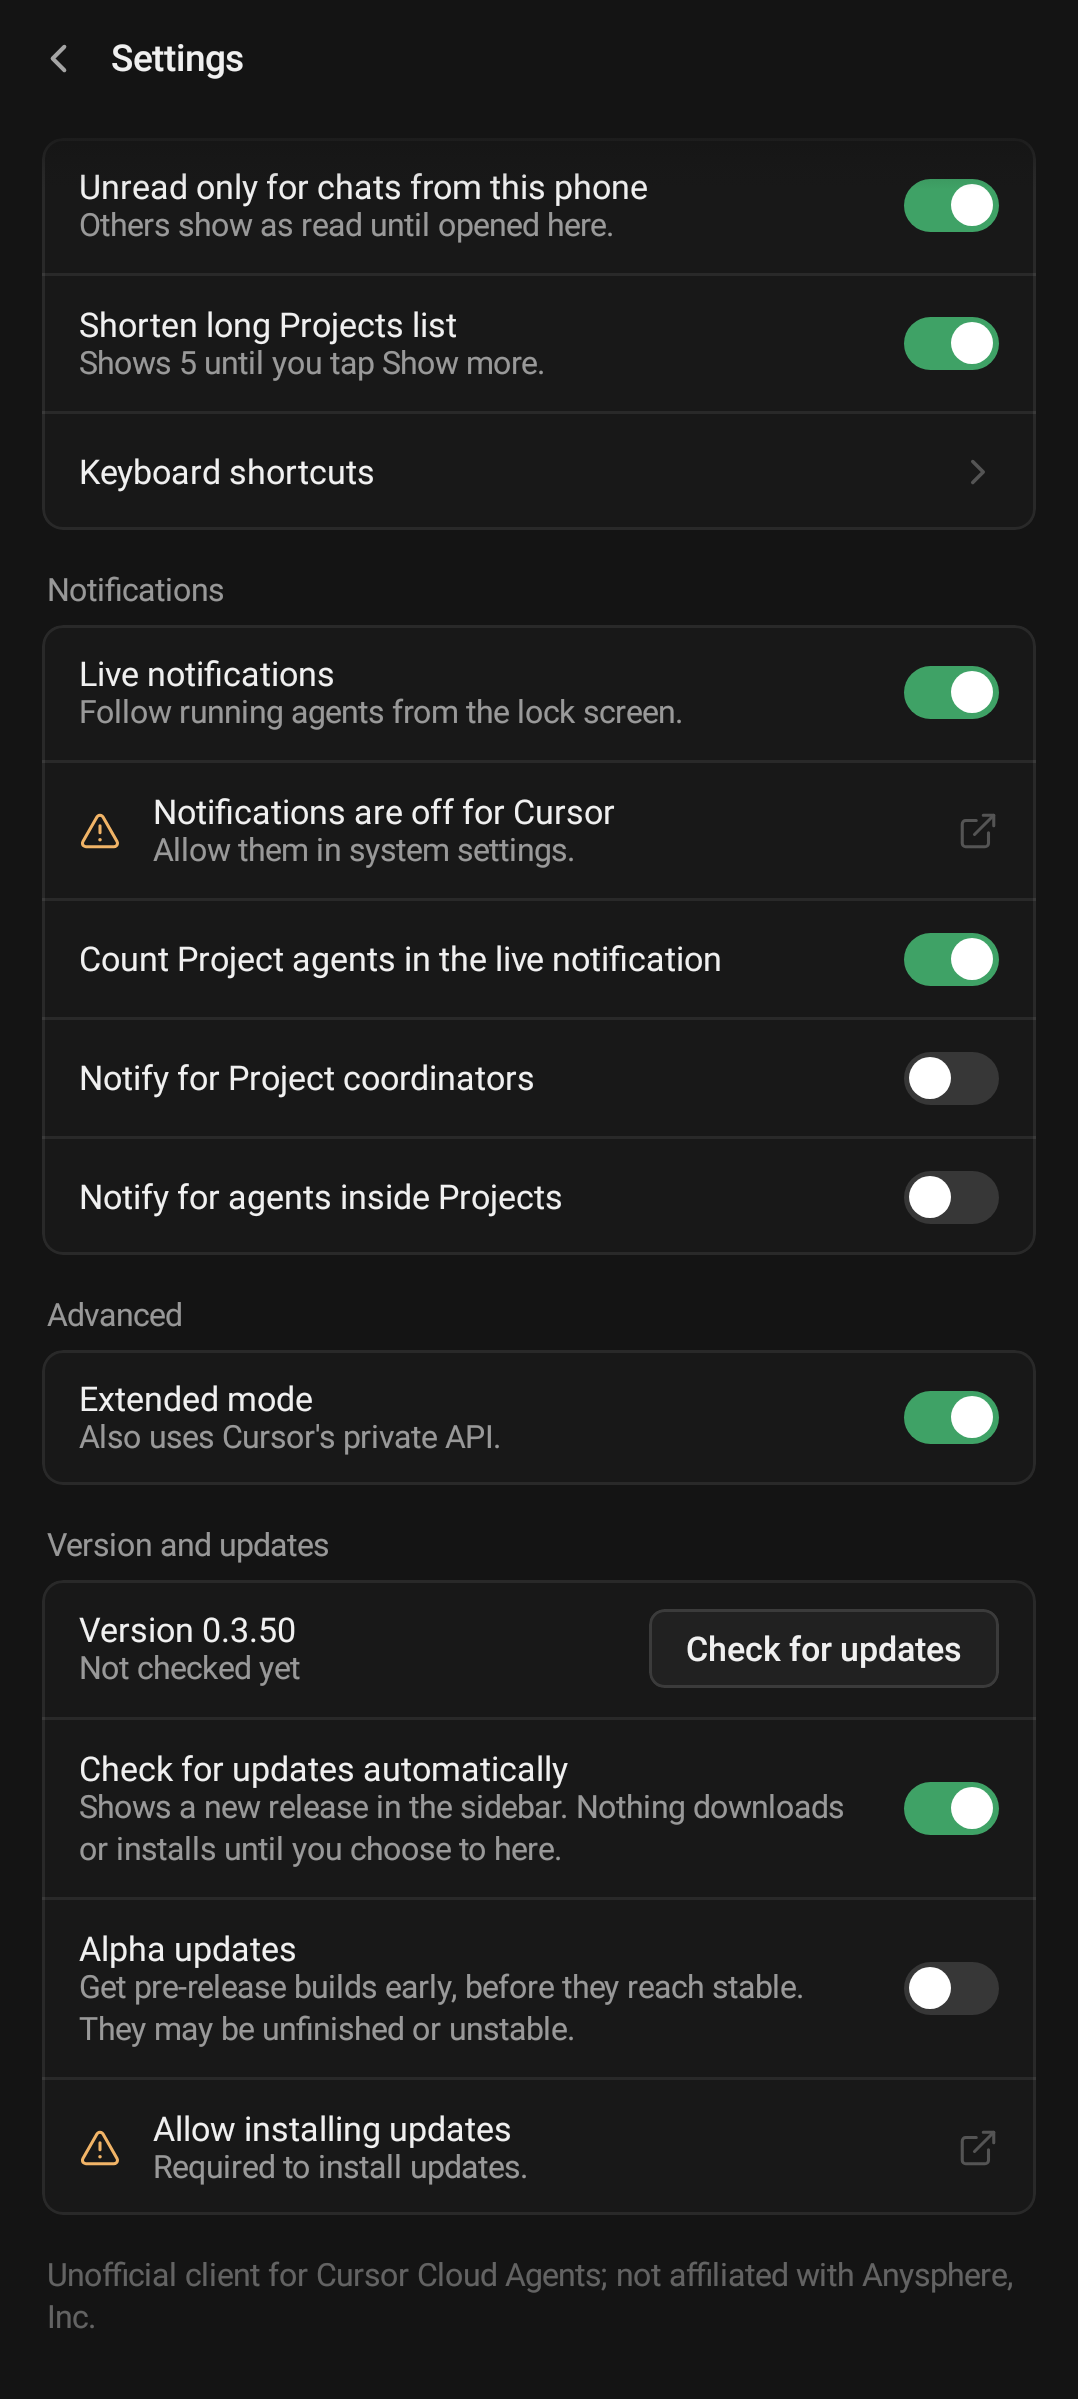 Settings
Unread only for chats from this phone
Others show as read until opened here.
Shorten long Projects list
Shows 5 until you tap Show more.
Keyboard shortcuts
Notifications
Live notifications
Follow running agents from the lock screen.
Notifications are off for Cursor
Allow them in system settings.
Count Project agents in the live notification
Notify for Project coordinators
Notify for agents inside Projects
Advanced
Extended mode
Also uses Cursor's private API.
Version and updates
Version 0.3.50
Not checked yet
Check for updates
Check for updates automatically
Shows a new release in the sidebar. Nothing downloads
or installs until you choose to here.
Alpha updates
Get pre-release builds early, before they reach stable.
They may be unfinished or unstable.
Allow installing updates
Required to install updates.
Unofficial client for Cursor Cloud Agents; not affiliated with Anysphere,
Inc.